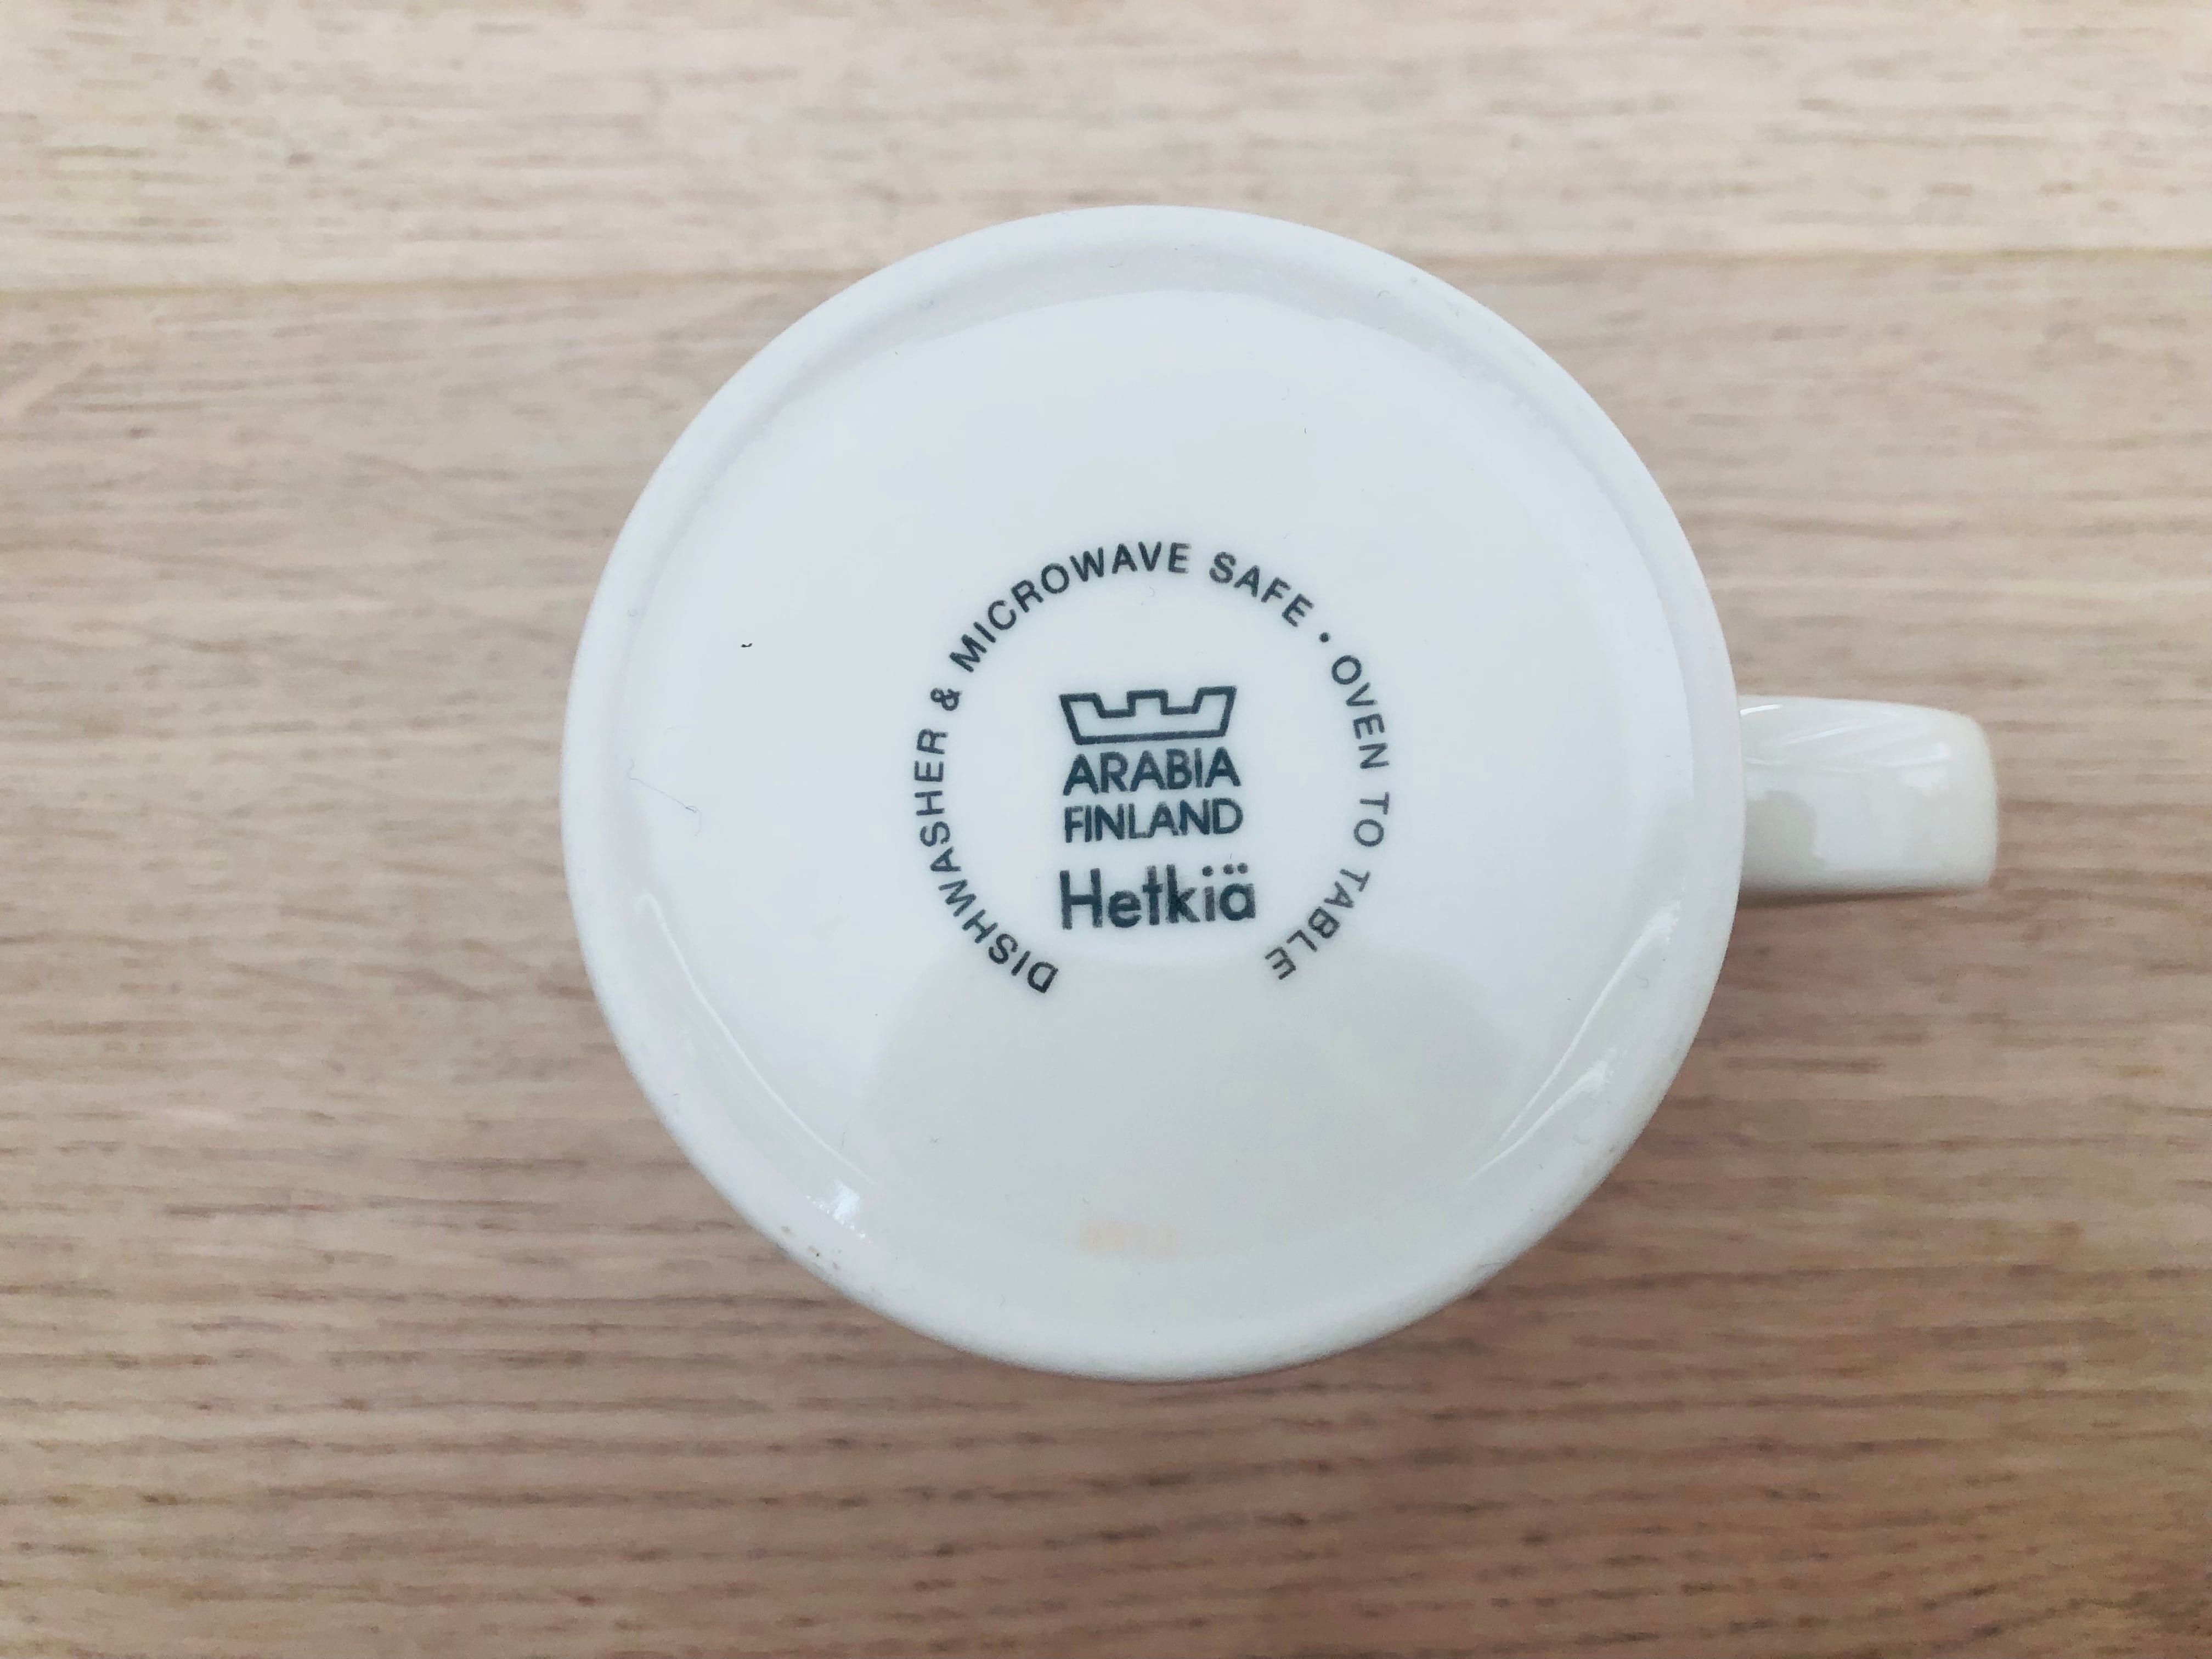 DISHWASHER & MICROWAVE SAFE • OVEN TO TABLE
ARABIA
FINLAND
Hetkiä